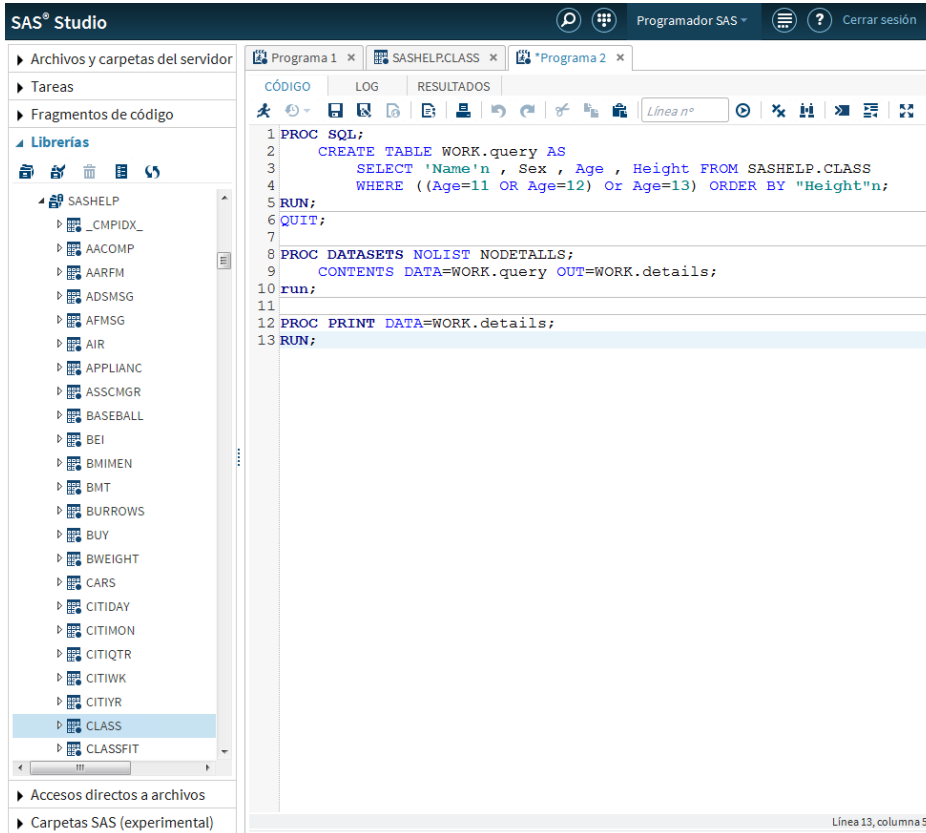 SAS® Studio
Programador SAS
Cerrar sesión
Archivos y carpetas del servidor
Tareas
Fragmentos de código
Librerías
SASHELP
_CMPIDX_
AACOMP
AARFM
ADSMSG
AFMSG
AIR
APPLIANC
ASSCMGR
BASEBALL
BEI
BMIMEN
BMT
BURROWS
BUY
BWEIGHT
CARS
CITIDAY
CITIMON
CITIQTR
CITIWK
CITIYR
CLASS
CLASSFIT
Accesos directos a archivos
Carpetas SAS (experimental)
Programa 1 × SASHELP.CLASS × *Programa 2 ×
CÓDIGO LOG RESULTADOS
Línea nº
1 PROC SQL;
2 CREATE TABLE WORK.query AS
3 SELECT 'Name'n , Sex , Age , Height FROM SASHELP.CLASS
4 WHERE ((Age=11 OR Age=12) Or Age=13) ORDER BY "Height"n;
5 RUN;
6 QUIT;
7
8 PROC DATASETS NOLIST NODETALLS;
9 CONTENTS DATA=WORK.query OUT=WORK.details;
10 run;
11
12 PROC PRINT DATA=WORK.details;
13 RUN;
Línea 13, columna 5